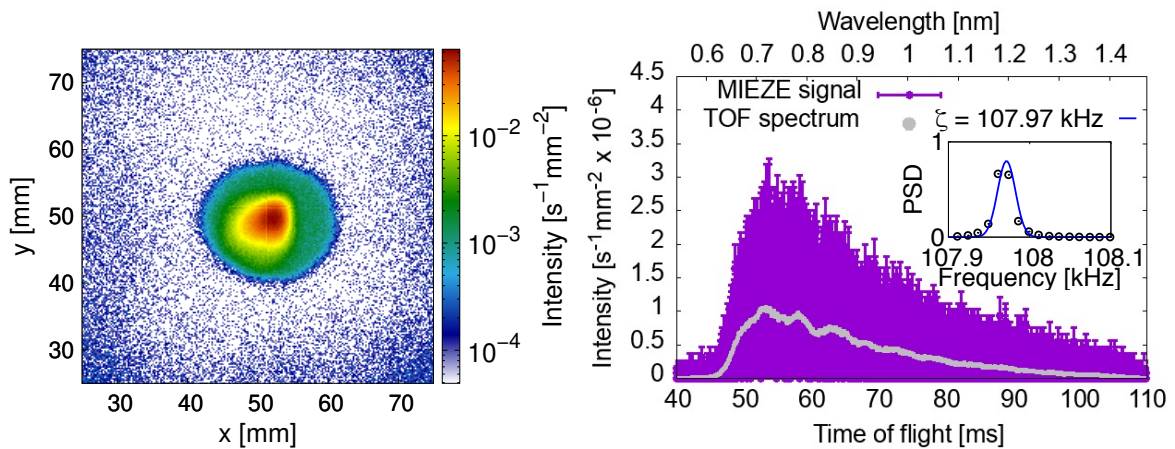 70
60
50
40
30
y [mm]
30 40 50 60 70
x [mm]
10⁻²
10⁻³
10⁻⁴
Intensity [s⁻¹ mm⁻²]
Wavelength [nm]
0.6 0.7 0.8 0.9 1 1.1 1.2 1.3 1.4
4.5
4
3.5
3
2.5
2
1.5
1
0.5
0
Intensity [s⁻¹ mm⁻² x 10⁻⁶]
MIEZE signal
TOF spectrum
ζ = 107.97 kHz
1
0
PSD
107.9 108 108.1
Frequency [kHz]
40 50 60 70 80 90 100 110
Time of flight [ms]